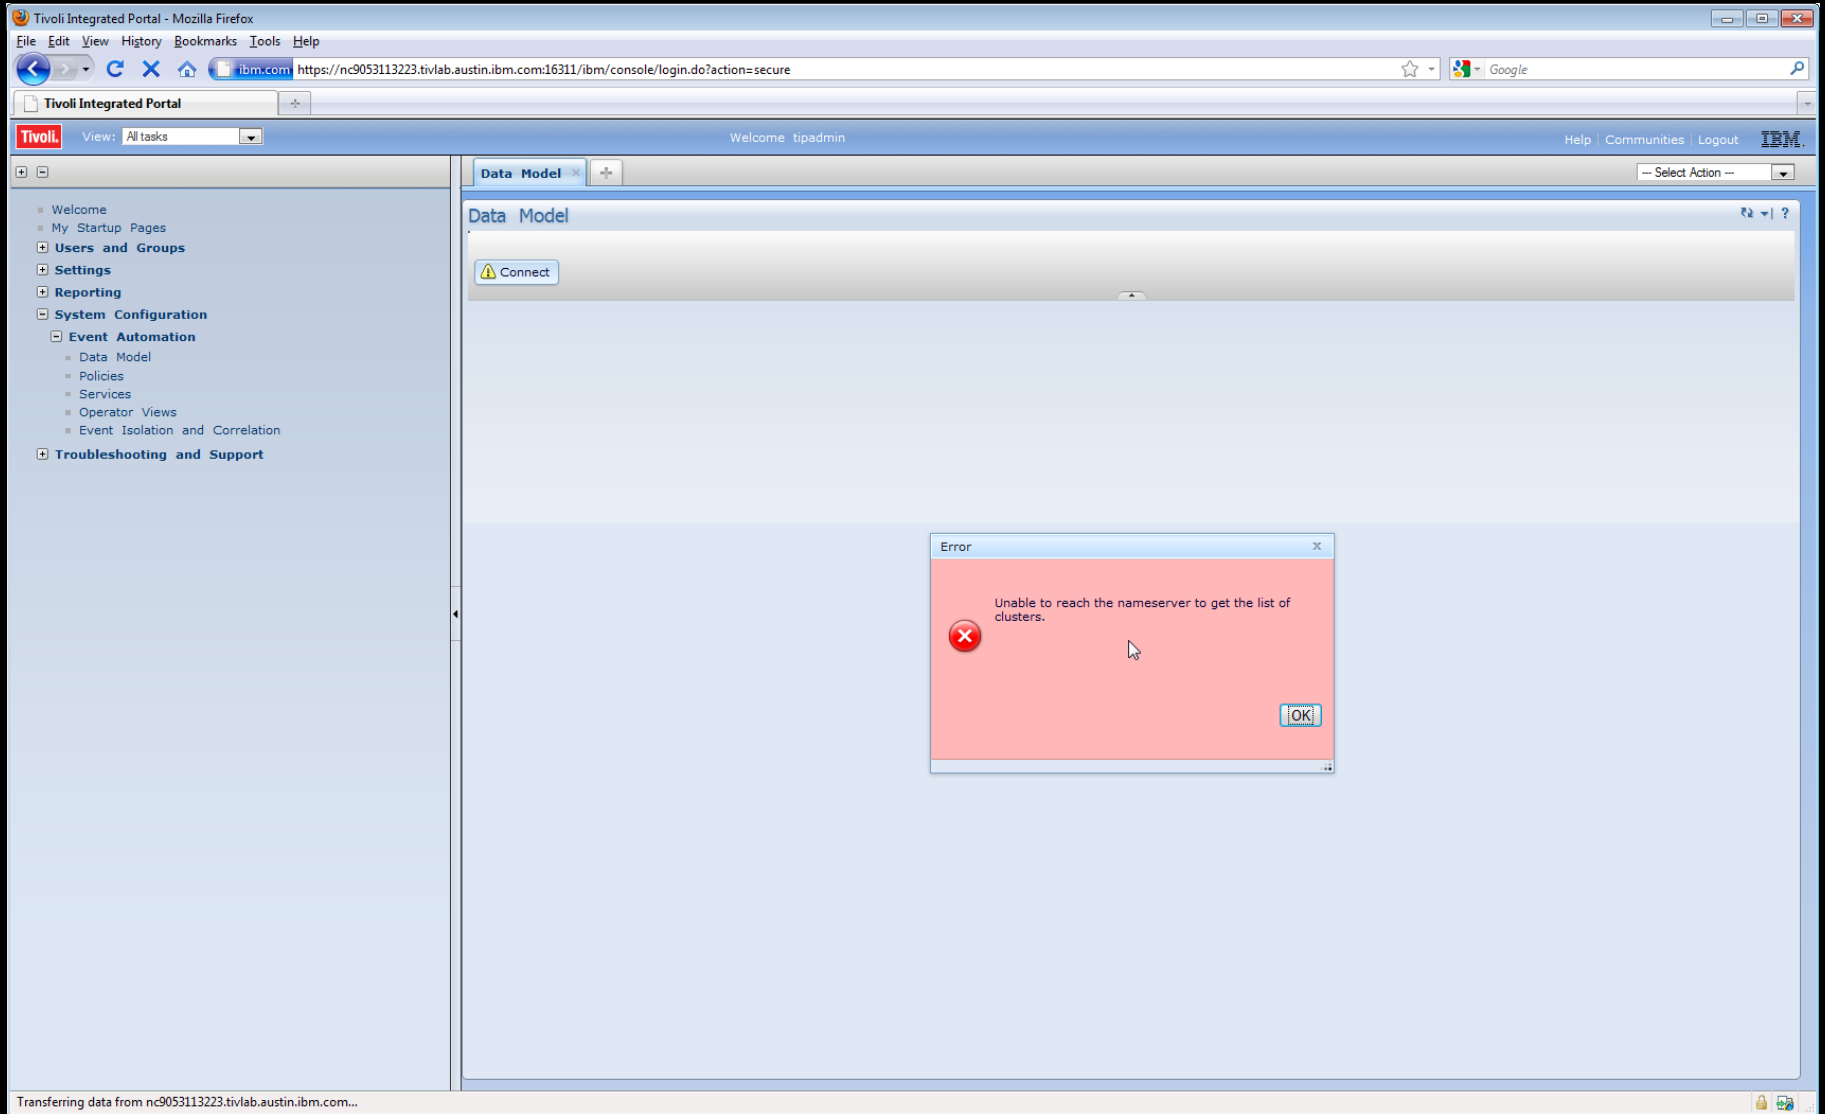 Tivoli Integrated Portal - Mozilla Firefox
File Edit View History Bookmarks Tools Help
ibm.com https://nc9053113223.tivlab.austin.ibm.com:16311/ibm/console/login.do?action=secure
Google
Tivoli Integrated Portal
Tivoli. View: All tasks
Welcome tipadmin
Help Communities Logout IBM.
Data Model
-- Select Action --
Welcome
My Startup Pages
Users and Groups
Settings
Reporting
System Configuration
Event Automation
Data Model
Policies
Services
Operator Views
Event Isolation and Correlation
Troubleshooting and Support
Data Model
?
Connect
Error
Unable to reach the nameserver to get the list of
clusters.
OK
Transferring data from nc9053113223.tivlab.austin.ibm.com...